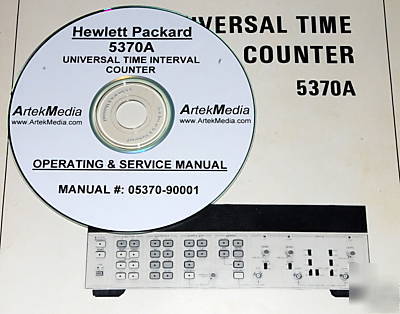 Hewlett Packard
5370A
UNIVERSAL TIME INTERVAL
COUNTER
ArtekMedia
www.ArtekMedia.com
ArtekMedia
www.ArtekMedia.com
OPERATING & SERVICE MANUAL
MANUAL #: 05370-90001
IVERSAL TIME
COUNTER
5370A